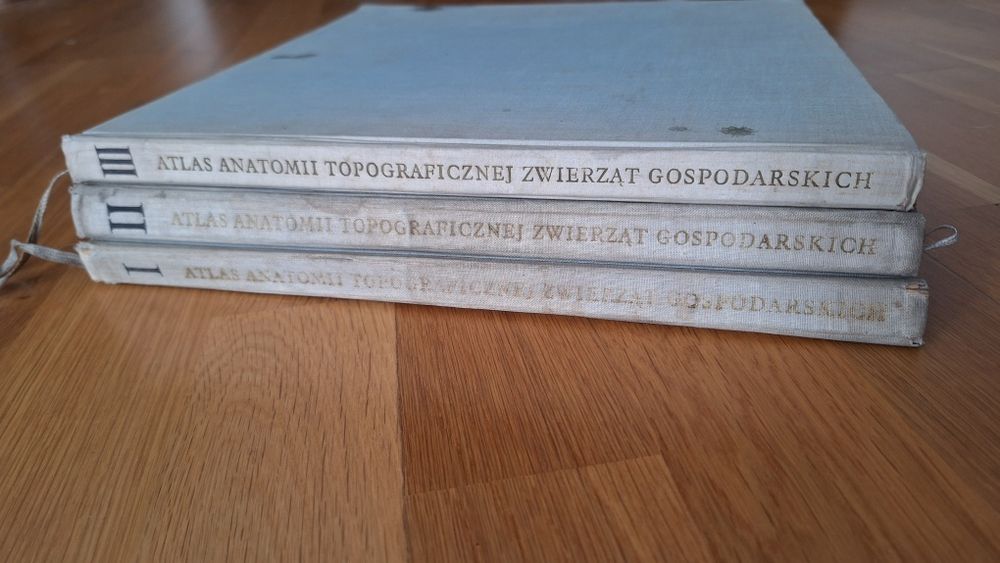 III ATLAS ANATOMII TOPOGRAFICZNEJ ZWIERZĄT GOSPODARSKICH
II ATLAS ANATOMII TOPOGRAFICZNEJ ZWIERZĄT GOSPODARSKICH
I ATLAS ANATOMII TOPOGRAFICZNEJ ZWIERZĄT GOSPODARSKICH